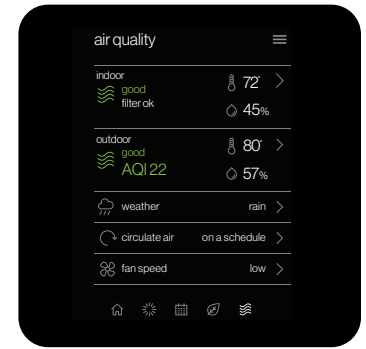 air quality
indoor
good
filter ok
72°
45%
outdoor
good
AQI 22
80°
57%
weather rain
circulate air on a schedule
fan speed low